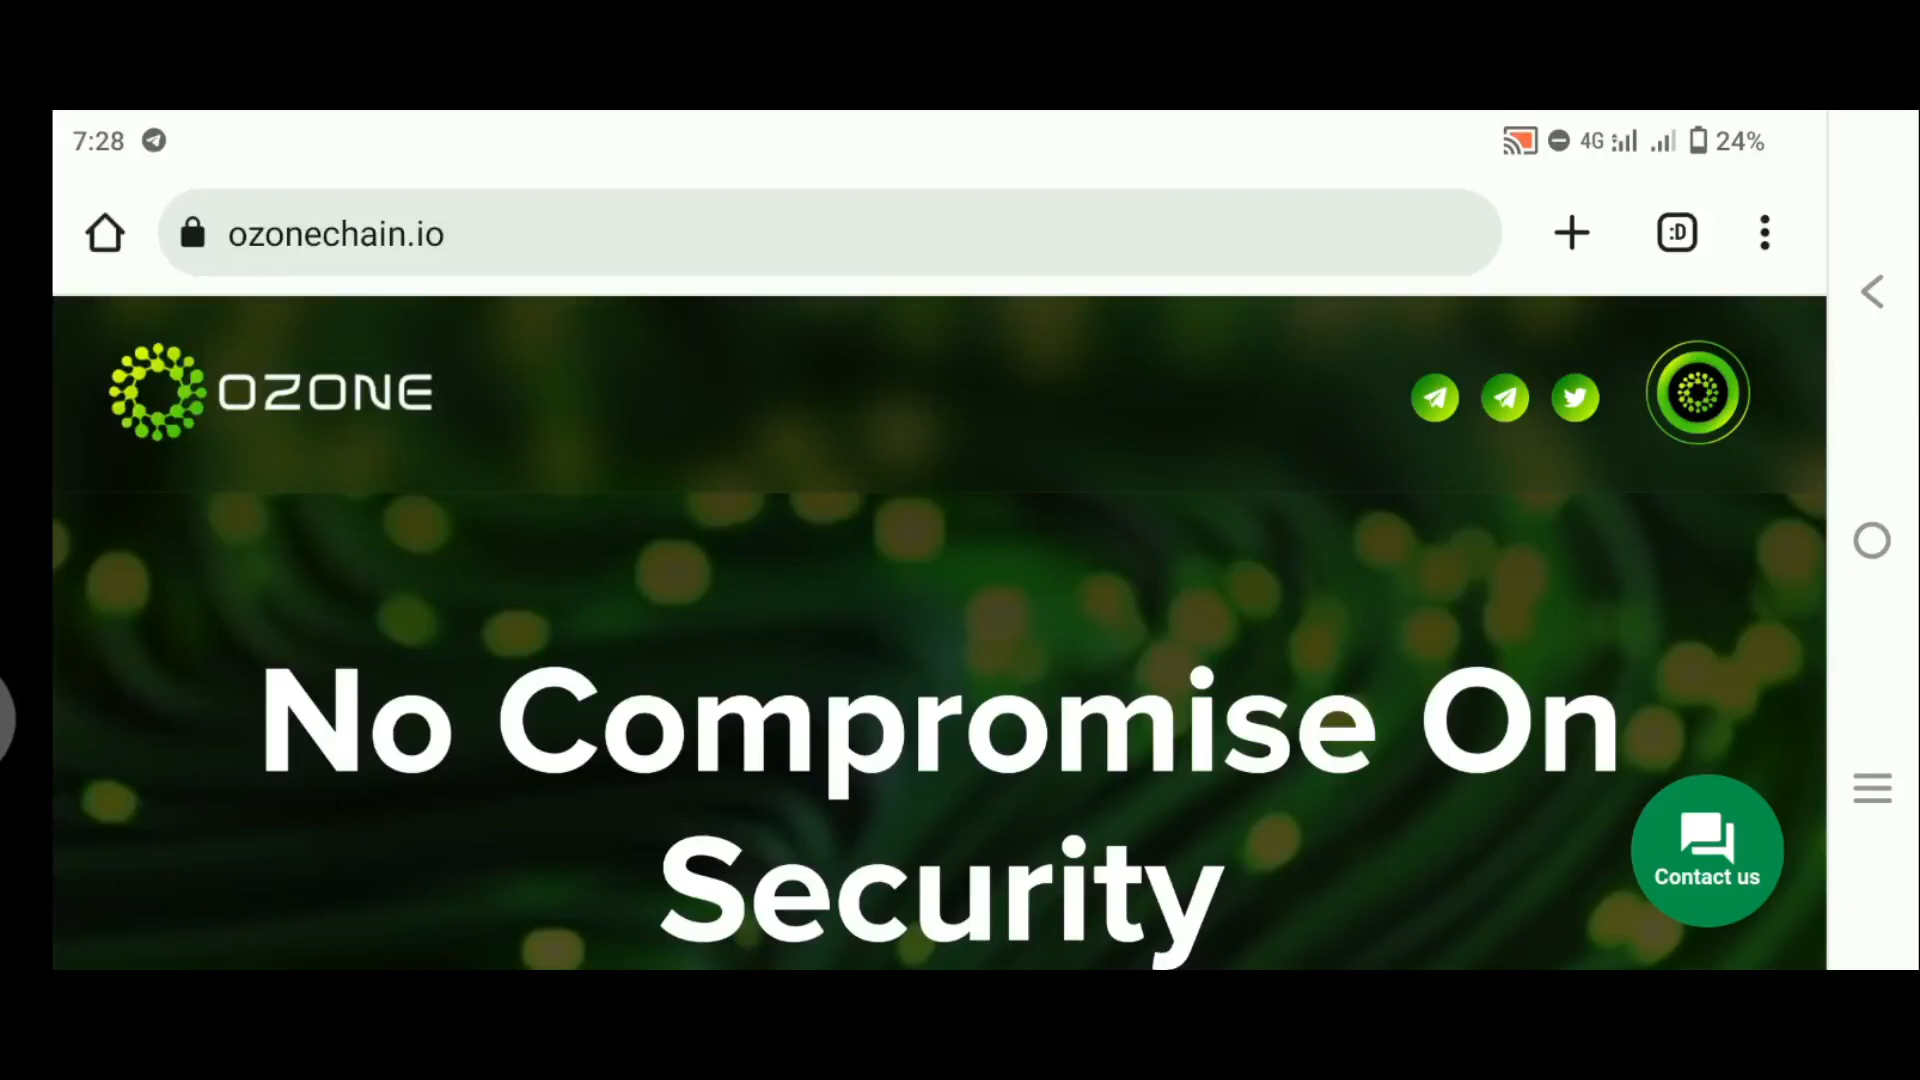 7:28 4G 24%
ozonechain.io :D
OZONE
No Compromise On
Security
Contact us